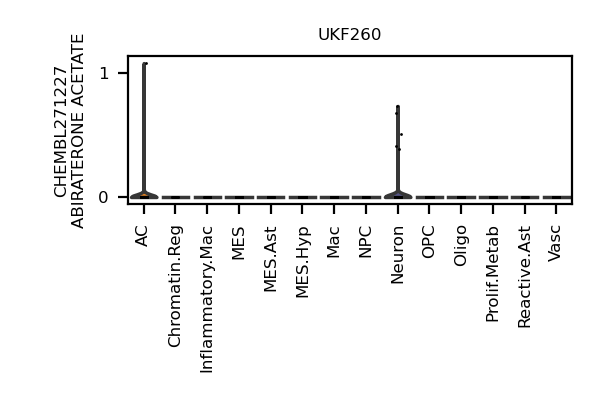 UKF260
CHEMBL271227
ABIRATERONE ACETATE
1
0
AC
Chromatin.Reg
Inflammatory.Mac
MES
MES.Ast
MES.Hyp
Mac
NPC
Neuron
OPC
Oligo
Prolif.Metab
Reactive.Ast
Vasc